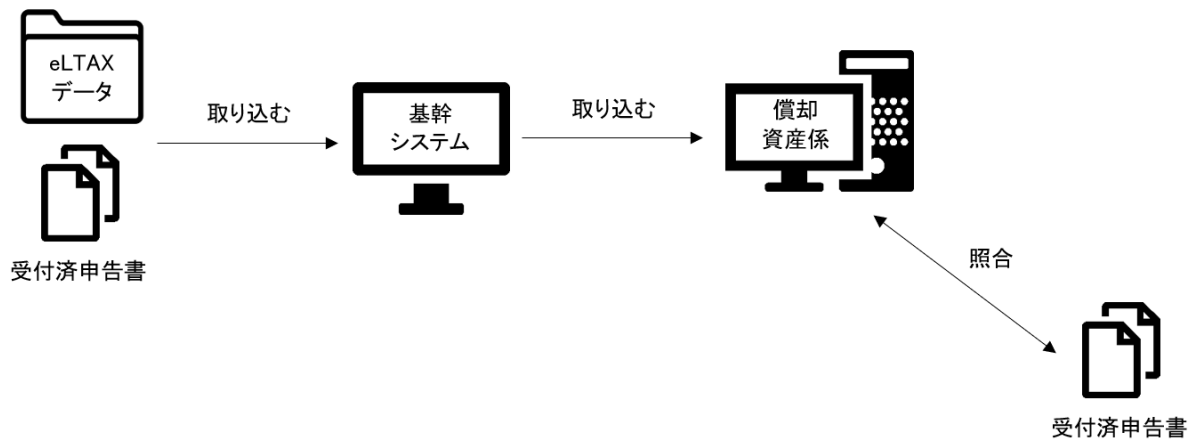 eLTAX
データ
受付済申告書
取り込む
基幹
システム
取り込む
償却
資産係
照合
受付済申告書